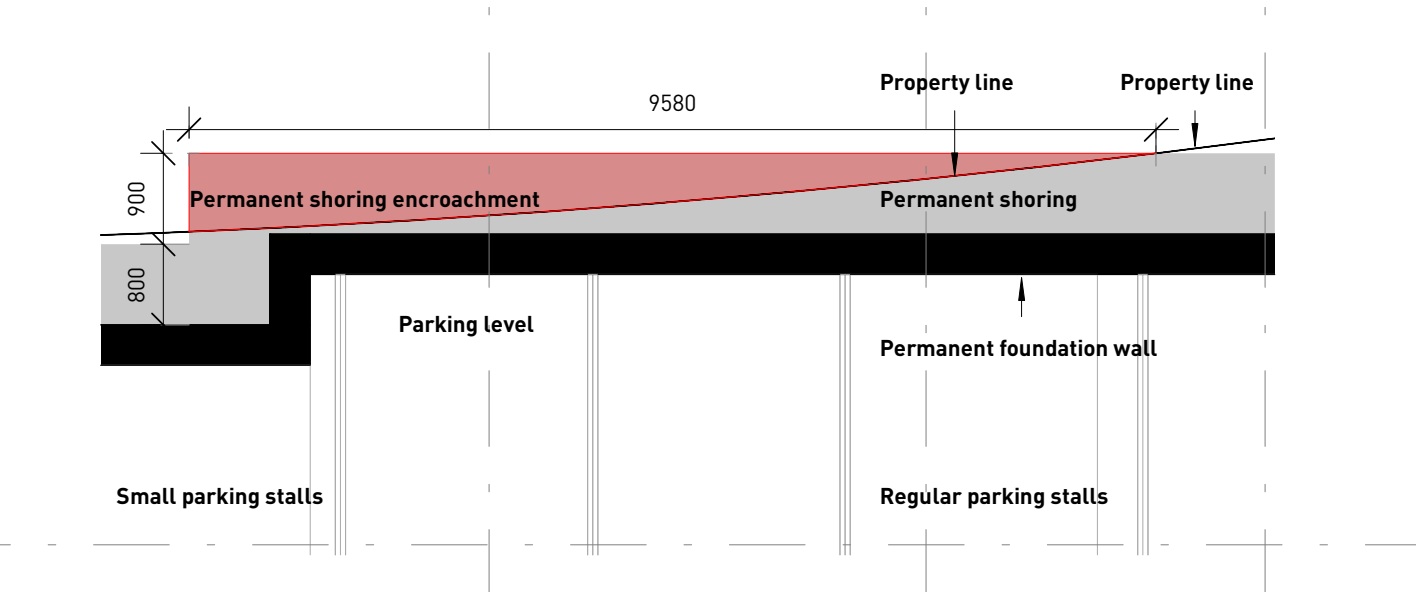 Property line
Property line
9580
900
Permanent shoring encroachment
Permanent shoring
800
Parking level
Permanent foundation wall
Small parking stalls
Regular parking stalls